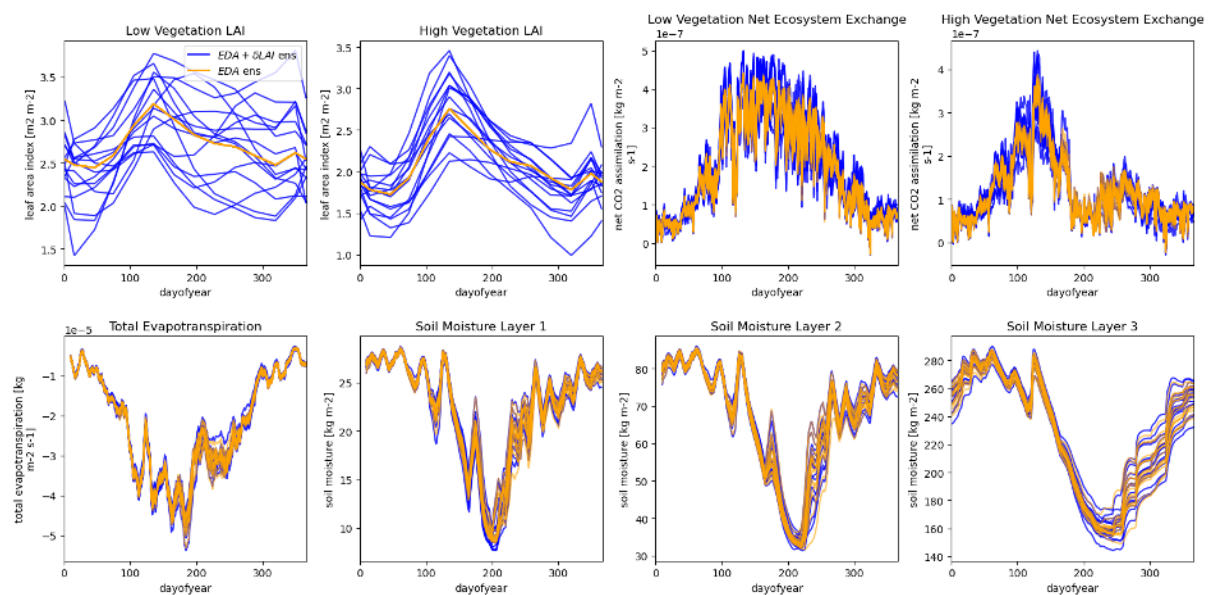 Low Vegetation LAI
leaf area index [m2 m-2]
3.5
3.0
2.5
2.0
1.5
0
100
200
300
dayofyear
EDA + δLAI ens
EDA ens
High Vegetation LAI
leaf area index [m2 m-2]
3.5
3.0
2.5
2.0
1.5
1.0
0
100
200
300
dayofyear
Low Vegetation Net Ecosystem Exchange
1e−7
net CO2 assimilation [kg m-2
s-1]
5
4
3
2
1
0
0
100
200
300
dayofyear
High Vegetation Net Ecosystem Exchange
1e−7
net CO2 assimilation [kg m-2
s-1]
4
3
2
1
0
0
100
200
300
dayofyear
Total Evapotranspiration
1e−5
total evapotranspiration [kg
m-2 s-1]
−1
−2
−3
−4
−5
0
100
200
300
dayofyear
Soil Moisture Layer 1
soil moisture [kg m-2]
25
20
15
10
0
100
200
300
dayofyear
Soil Moisture Layer 2
soil moisture [kg m-2]
80
70
60
50
40
30
0
100
200
300
dayofyear
Soil Moisture Layer 3
soil moisture [kg m-2]
280
260
240
220
200
180
160
140
0
100
200
300
dayofyear